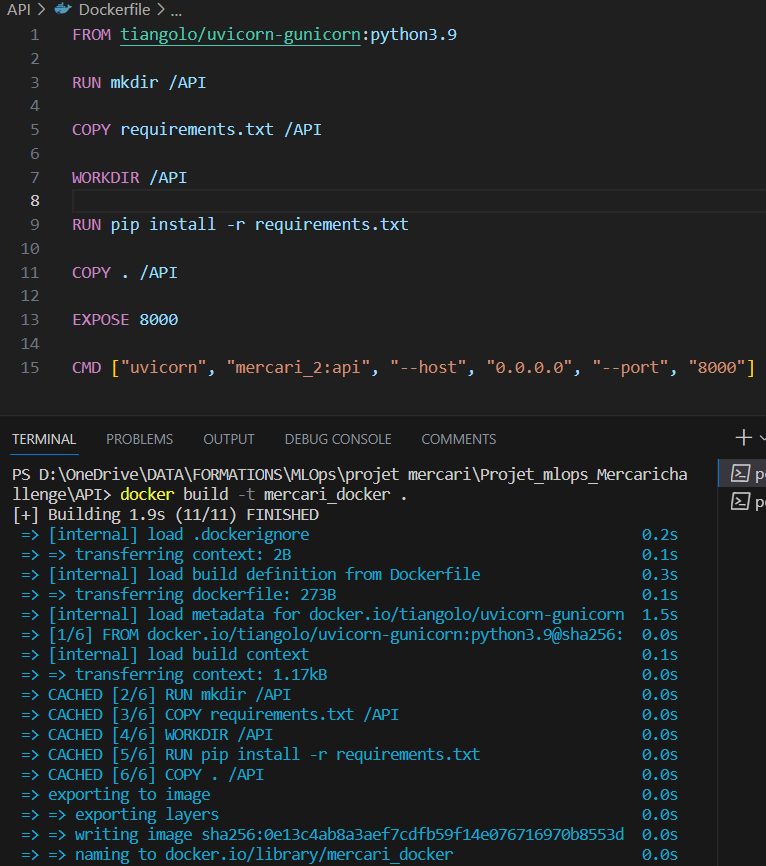 API > Dockerfile > ...
1 FROM tiangolo/uvicorn-gunicorn:python3.9
2
3 RUN mkdir /API
4
5 COPY requirements.txt /API
6
7 WORKDIR /API
8
9 RUN pip install -r requirements.txt
10
11 COPY . /API
12
13 EXPOSE 8000
14
15 CMD ["uvicorn", "mercari_2:api", "--host", "0.0.0.0", "--port", "8000"]
TERMINAL PROBLEMS OUTPUT DEBUG CONSOLE COMMENTS
PS D:\OneDrive\DATA\FORMATIONS\MLOps\projet mercari\Projet_mlops_Mercaricha
llenge\API> docker build -t mercari_docker .
[+] Building 1.9s (11/11) FINISHED
=> [internal] load .dockerignore 0.2s
=> => transferring context: 2B 0.1s
=> [internal] load build definition from Dockerfile 0.3s
=> => transferring dockerfile: 273B 0.1s
=> [internal] load metadata for docker.io/tiangolo/uvicorn-gunicorn 1.5s
=> [1/6] FROM docker.io/tiangolo/uvicorn-gunicorn:python3.9@sha256: 0.0s
=> [internal] load build context 0.1s
=> => transferring context: 1.17kB 0.0s
=> CACHED [2/6] RUN mkdir /API 0.0s
=> CACHED [3/6] COPY requirements.txt /API 0.0s
=> CACHED [4/6] WORKDIR /API 0.0s
=> CACHED [5/6] RUN pip install -r requirements.txt 0.0s
=> CACHED [6/6] COPY . /API 0.0s
=> exporting to image 0.0s
=> => exporting layers 0.0s
=> => writing image sha256:0e13c4ab8a3aef7cdfb59f14e076716970b8553d 0.0s
=> => naming to docker.io/library/mercari_docker 0.0s